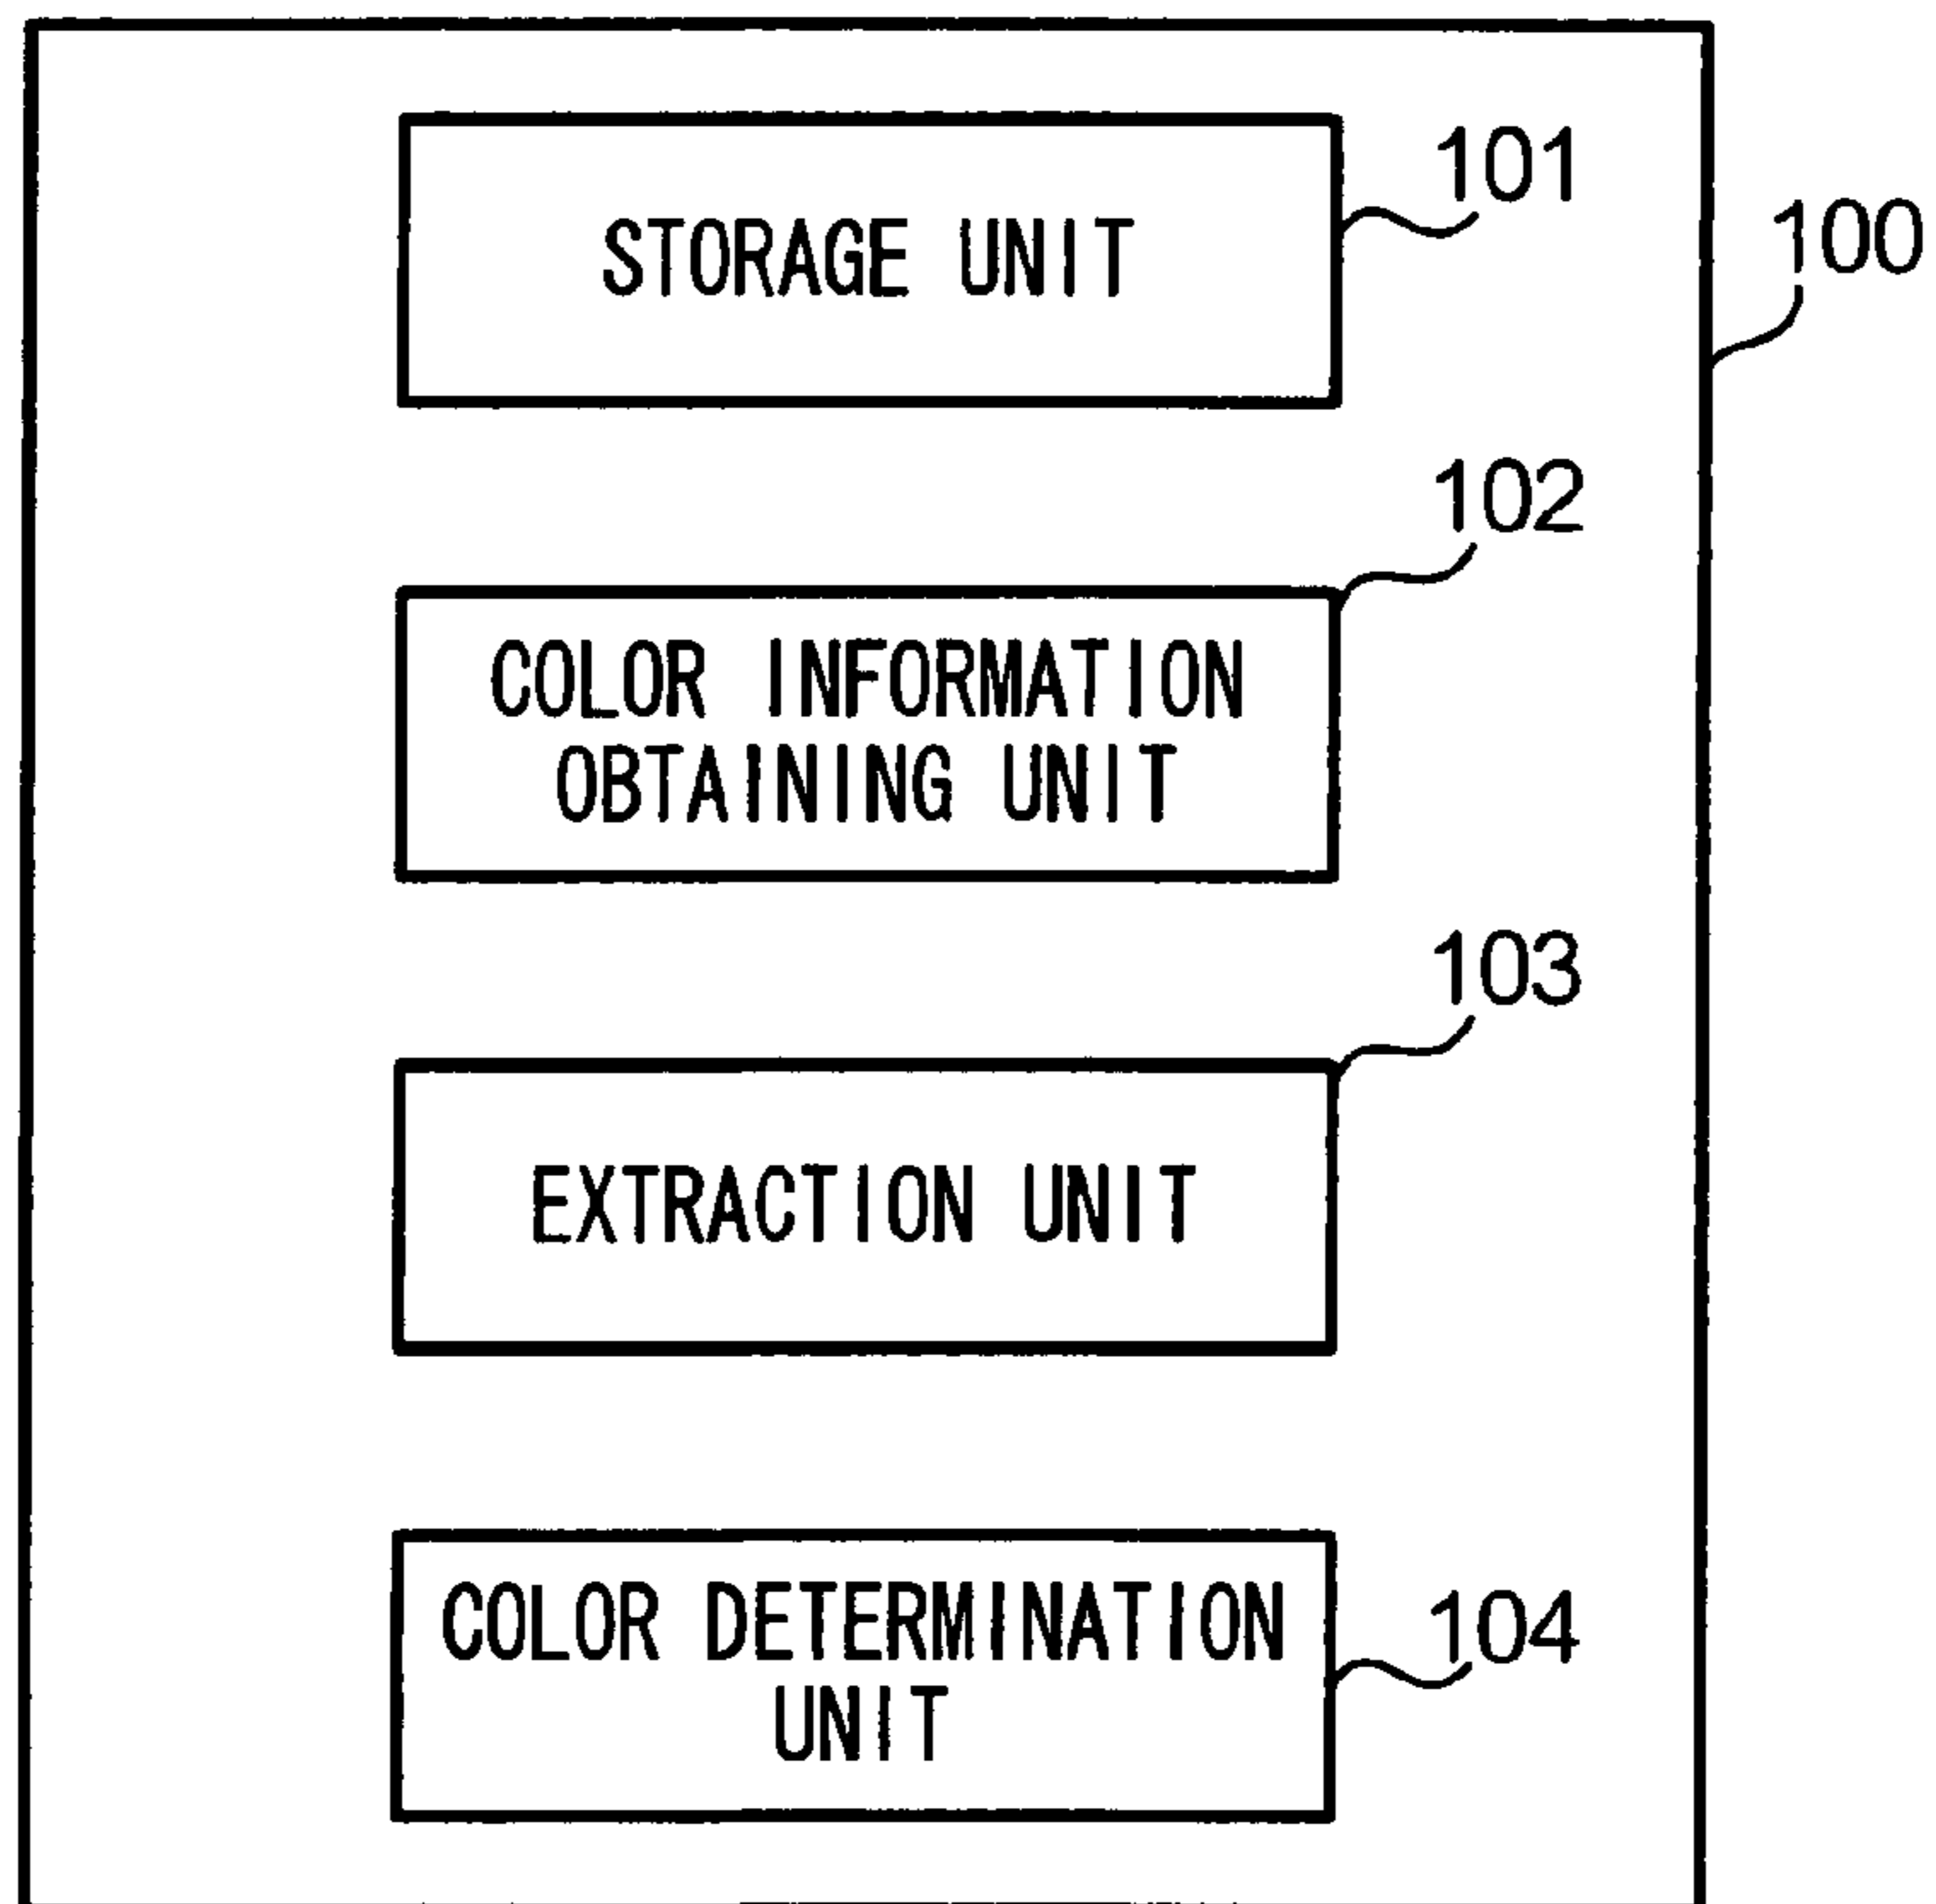 STORAGE UNIT
101
100
102
COLOR INFORMATION
OBTAINING UNIT
103
EXTRACTION UNIT
COLOR DETERMINATION
UNIT
104